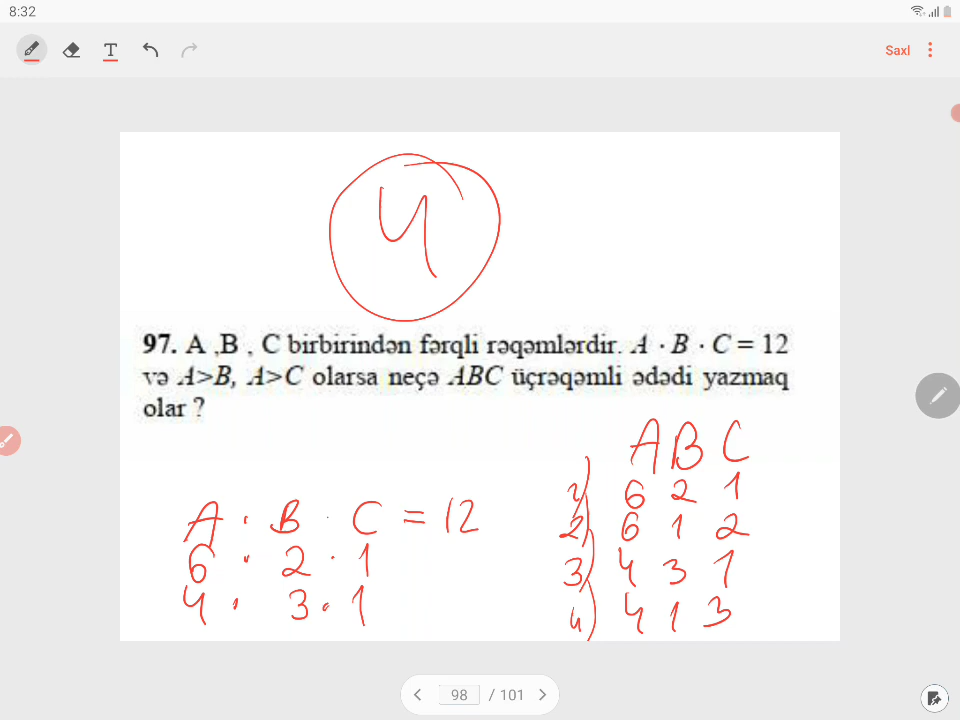 8:32
T
Saxl
4
97. A ,B , C birbirindən fərqli rəqəmlərdir. A · B · C = 12
və A>B, A>C olarsa neçə ABC üçrəqəmli ədədi yazmaq
olar ?
A · B · C = 12
6 · 2 · 1
4 · 3 · 1
A B C
1) 6 2 1
2) 6 1 2
3) 4 3 1
4) 4 1 3
98 / 101